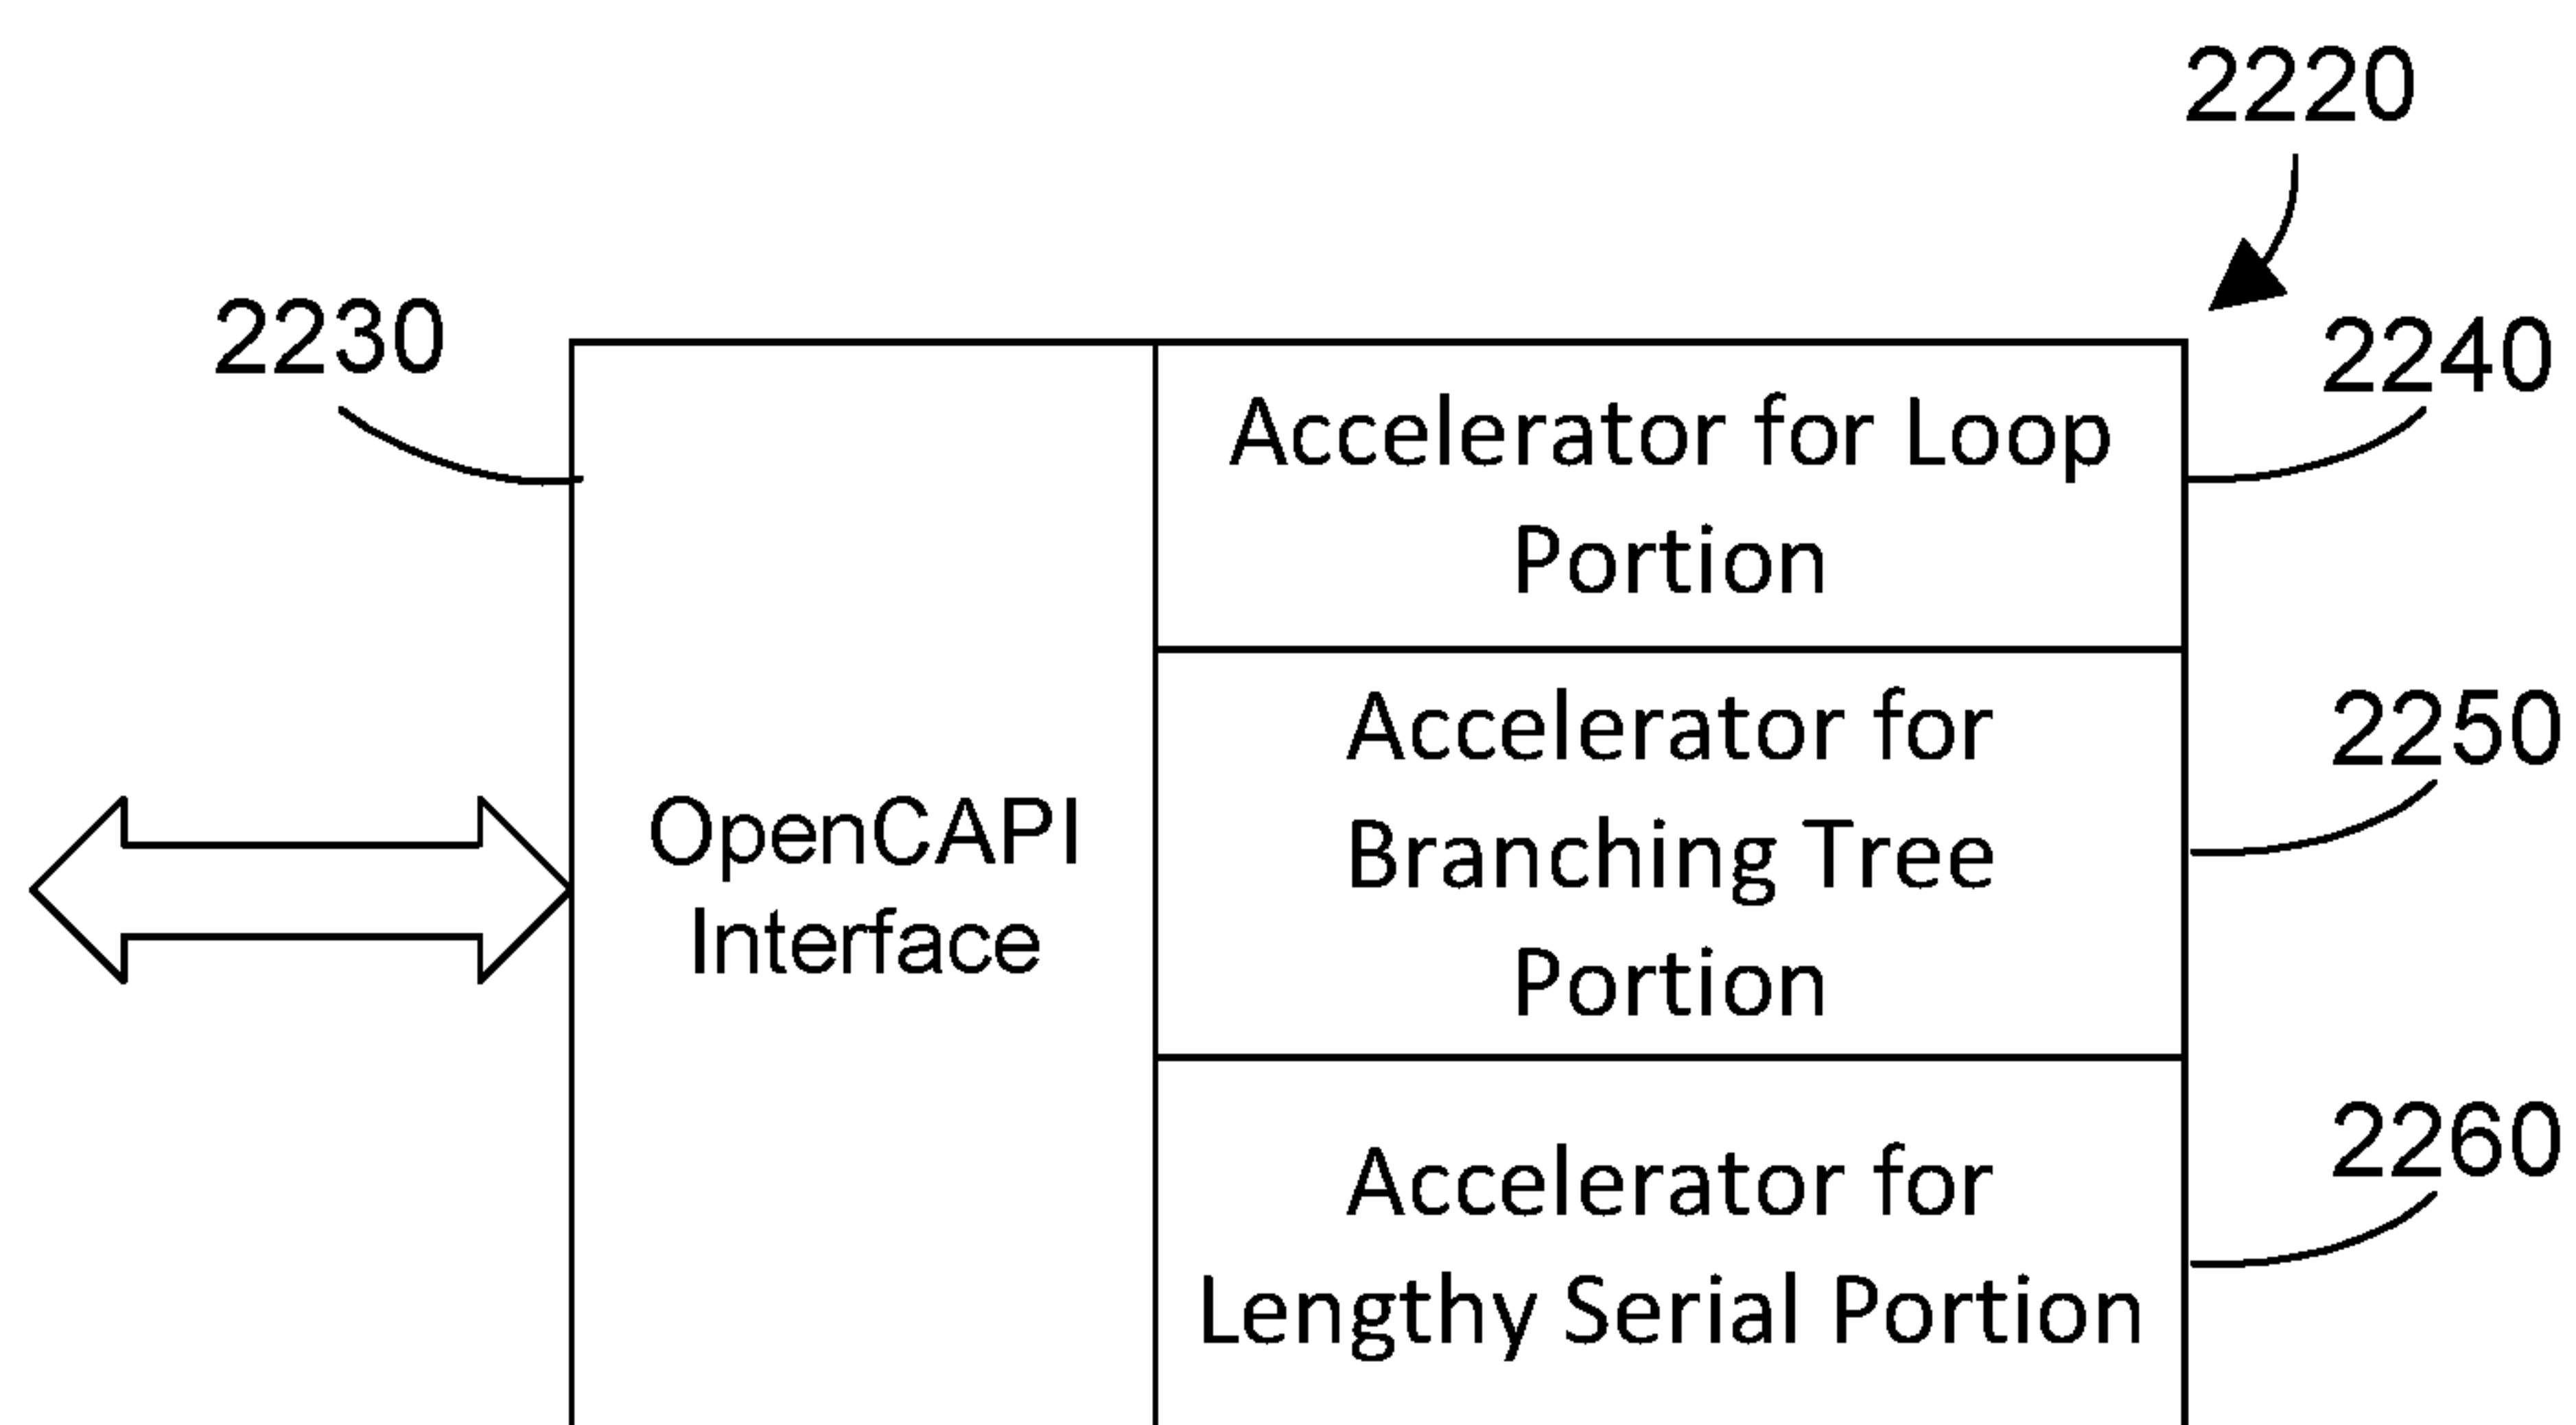 2220
2230
2240
Accelerator for Loop
Portion
2250
Accelerator for
Branching Tree
Portion
OpenCAPI
Interface
2260
Accelerator for
Lengthy Serial Portion